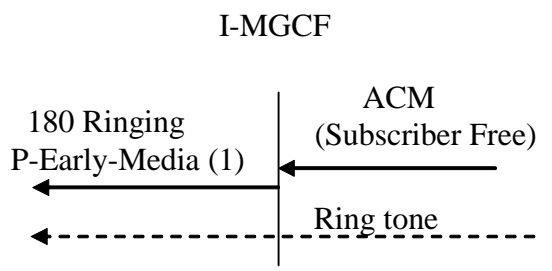 I-MGCF
ACM
180 Ringing
(Subscriber Free)
P-Early-Media (1)
Ring tone